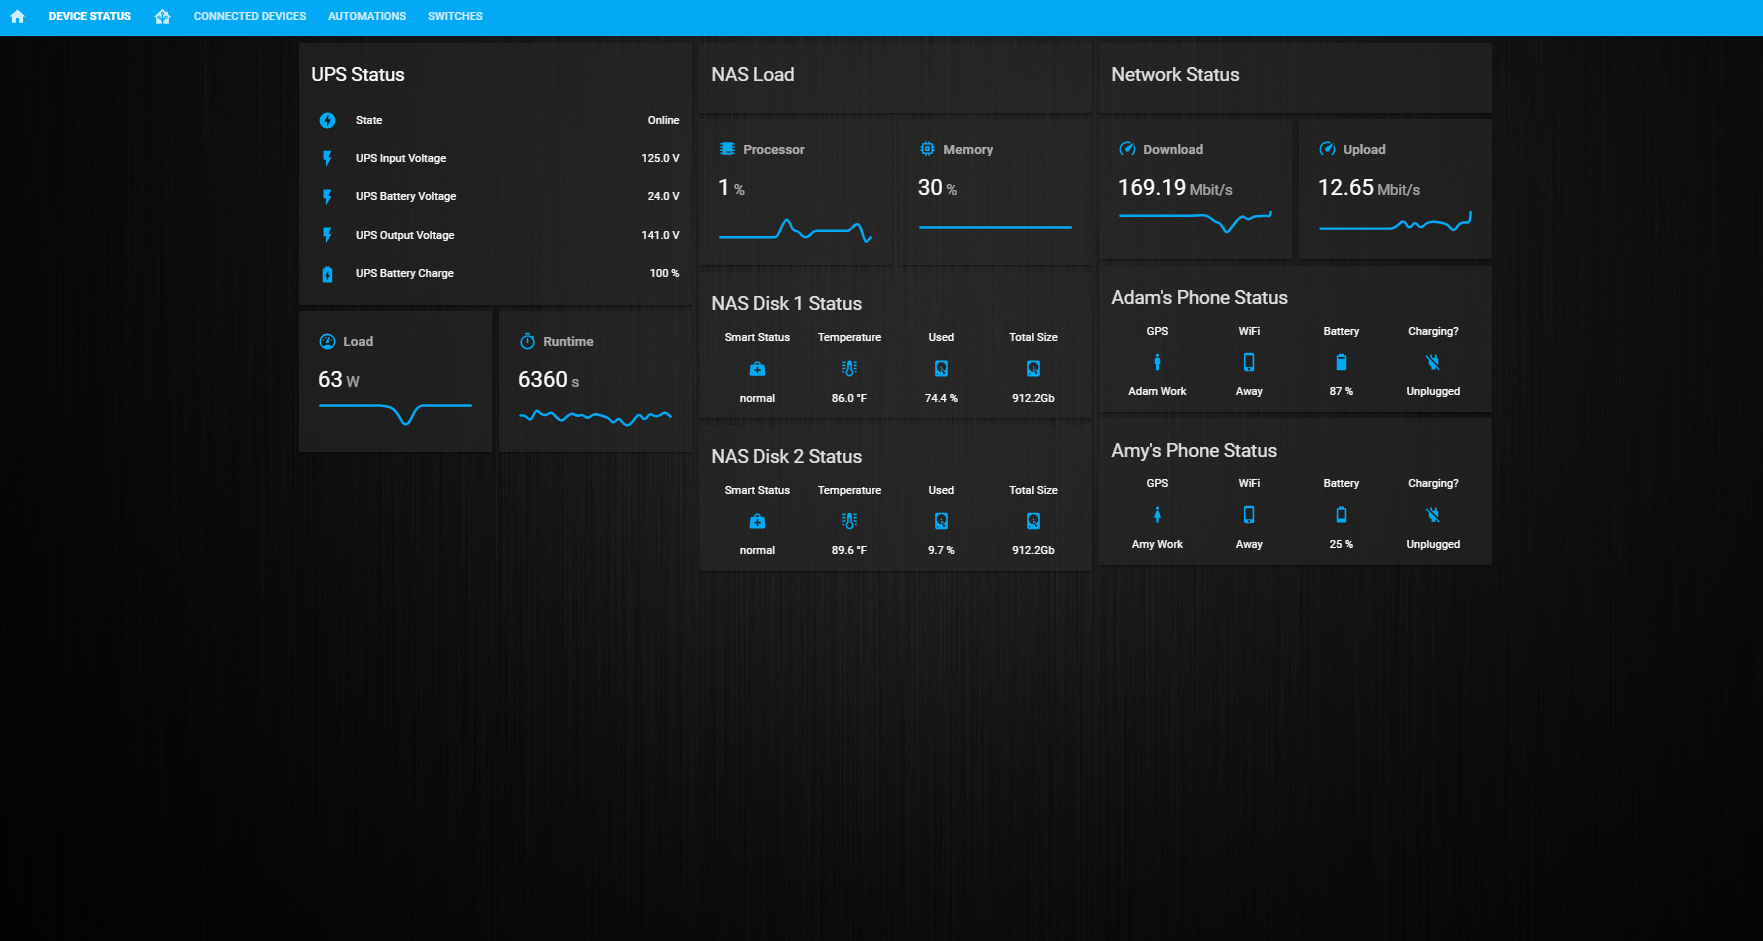 DEVICE STATUS CONNECTED DEVICES AUTOMATIONS SWITCHES
UPS Status
State Online
UPS Input Voltage 125.0 V
UPS Battery Voltage 24.0 V
UPS Output Voltage 141.0 V
UPS Battery Charge 100 %
Load
63 W
Runtime
6360 s
NAS Load
Processor
1 %
Memory
30 %
NAS Disk 1 Status
Smart Status Temperature Used Total Size
normal 86.0 °F 74.4 % 912.2Gb
NAS Disk 2 Status
Smart Status Temperature Used Total Size
normal 89.6 °F 9.7 % 912.2Gb
Network Status
Download
169.19 Mbit/s
Upload
12.65 Mbit/s
Adam's Phone Status
GPS WiFi Battery Charging?
Adam Work Away 87 % Unplugged
Amy's Phone Status
GPS WiFi Battery Charging?
Amy Work Away 25 % Unplugged